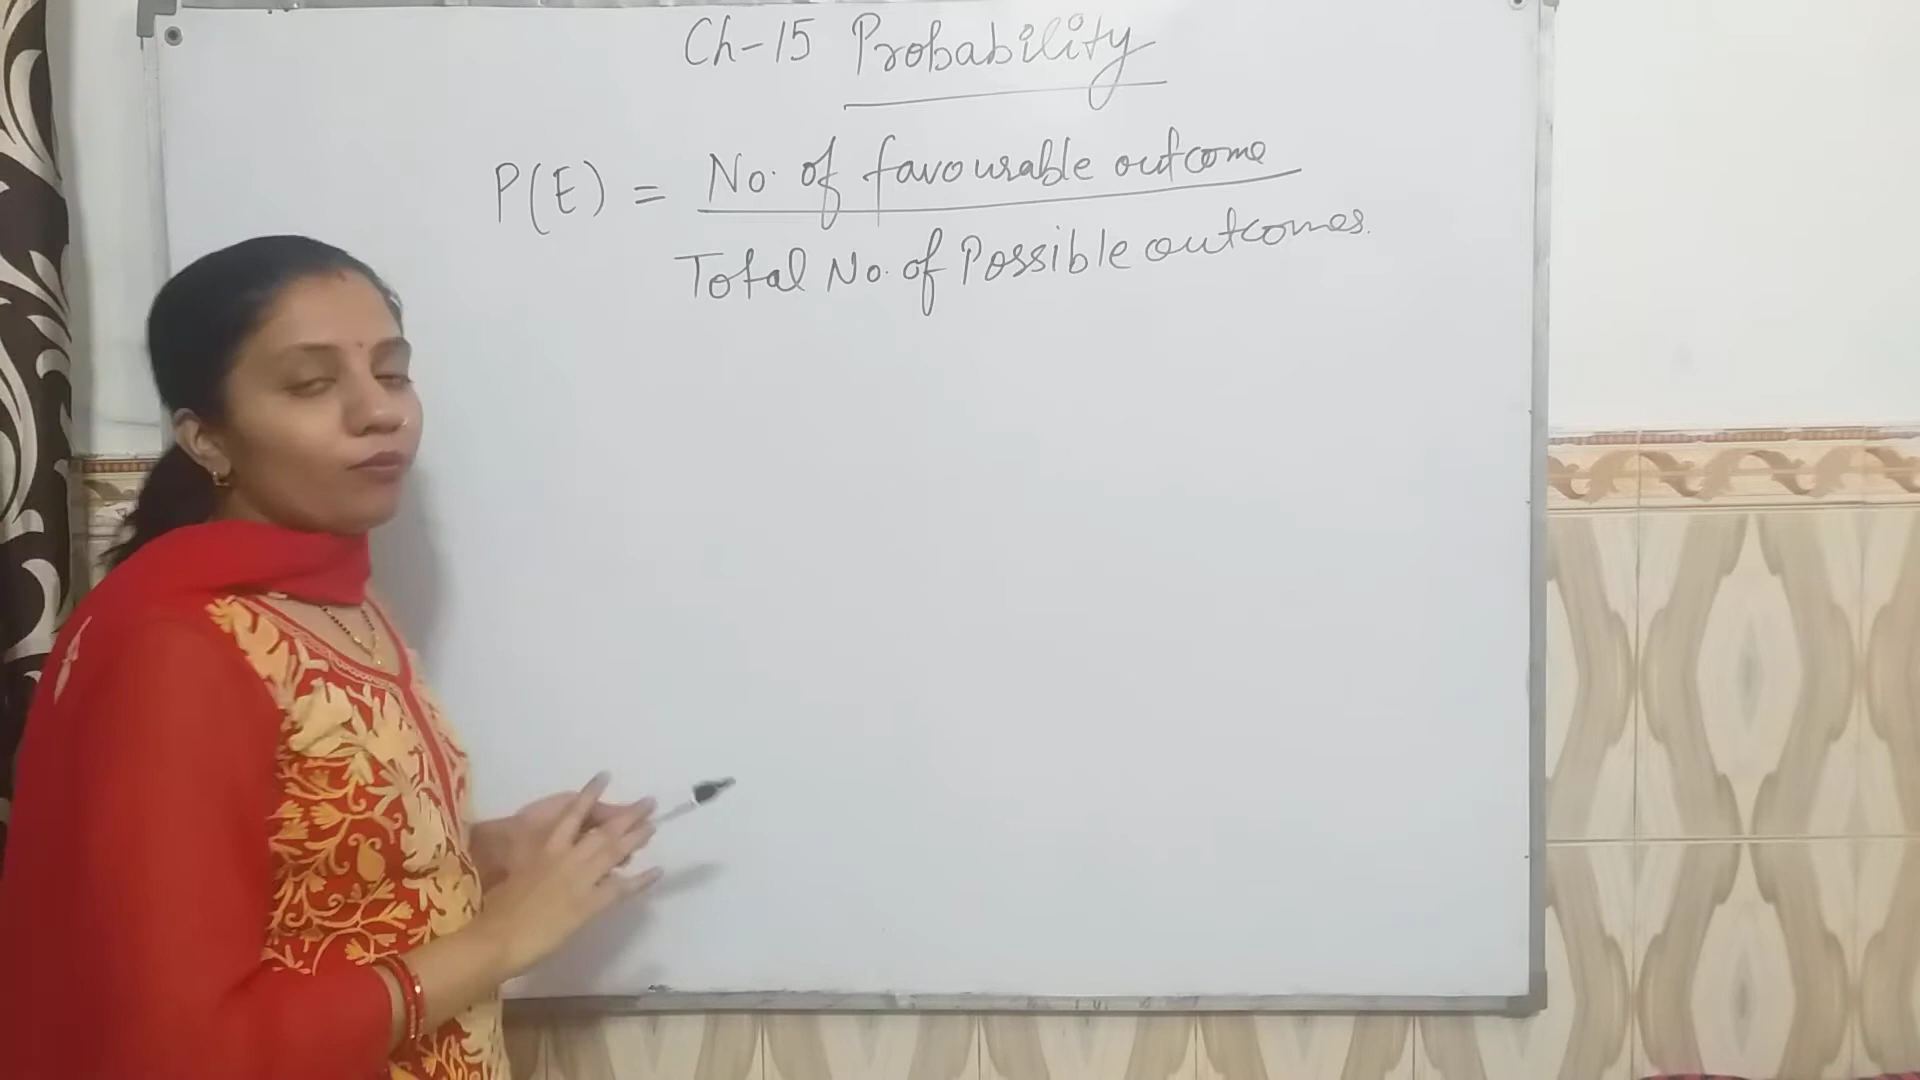 Ch-15 Probability
P(E) = No. of favourable outcome
Total No. of Possible outcomes.